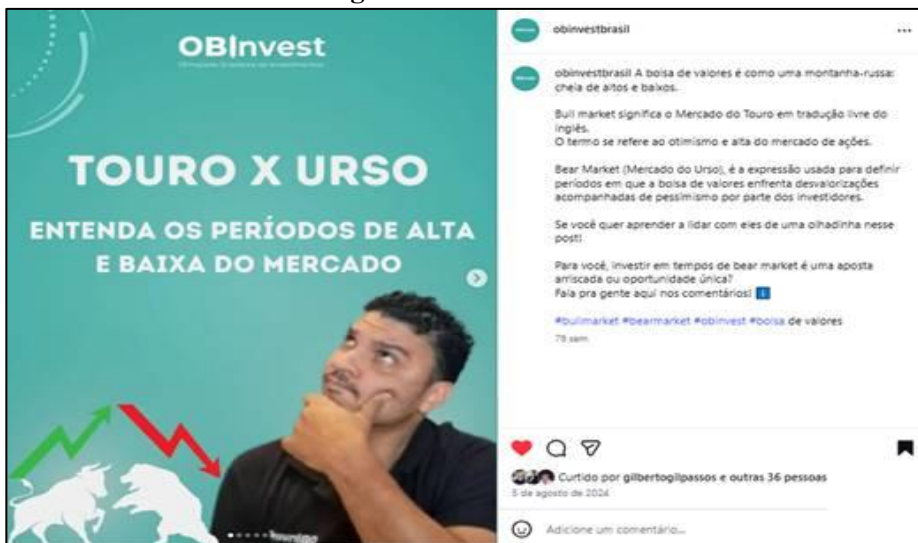 OBInvest
TOURO X URSO
ENTENDA OS PERÍODOS DE ALTA
E BAIXA DO MERCADO
obinvestbrasil
obinvestbrasil A bolsa de valores é como uma montanha-russa:
cheia de altos e baixos.
Bull market significa o Mercado do Touro em tradução livre do
inglês.
O termo se refere ao otimismo e alta do mercado de ações.
Bear Market (Mercado do Urso), é a expressão usada para definir
períodos em que a bolsa de valores enfrenta desvalorizações
acompanhadas de pessimismo por parte dos investidores.
Se você quer aprender a lidar com eles de uma olhadinha nesse
post!
Para você, investir em tempos de bear market é uma aposta
arriscada ou oportunidade única?
Fala pra gente aqui nos comentários!
#bullmarket #bearmarket #obinvest #bolsa de valores
Curtido por gilbertogilpassos e outras 36 pessoas
5 de agosto de 2024
Adicione um comentário...